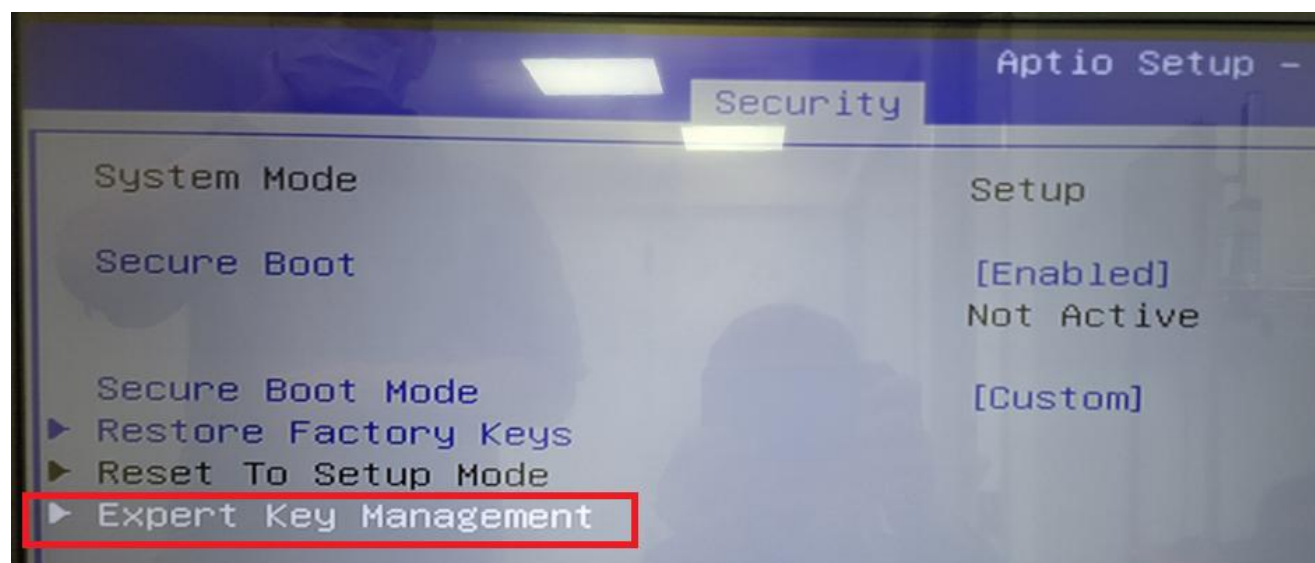 Aptio Setup –
Security
System Mode Setup
Secure Boot [Enabled]
Not Active
Secure Boot Mode [Custom]
► Restore Factory Keys
► Reset To Setup Mode
► Expert Key Management